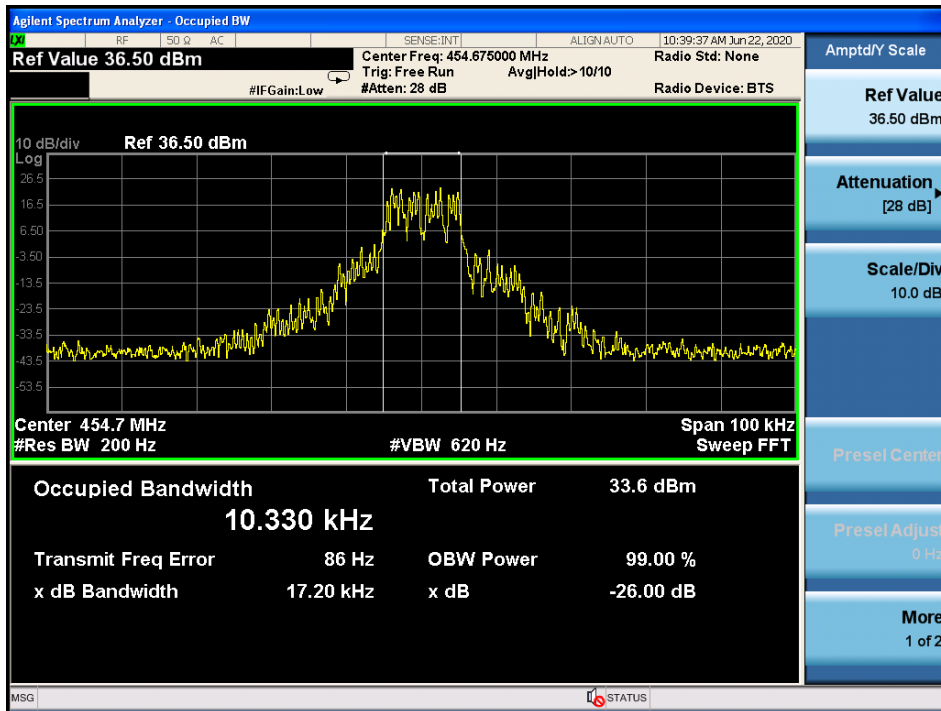 Agilent Spectrum Analyzer - Occupied BW
LXI RF 50 Ω AC SENSE:INT ALIGN AUTO 10:39:37 AM Jun 22, 2020
Ref Value 36.50 dBm
Center Freq: 454.675000 MHz
Radio Std: None
Trig: Free Run Avg|Hold:>10/10
#IFGain:Low
#Atten: 28 dB
Radio Device: BTS
10 dB/div Ref 36.50 dBm
Log
26.5
16.5
6.50
-3.50
-13.5
-23.5
-33.5
-43.5
-53.5
Center 454.7 MHz Span 100 kHz
#Res BW 200 Hz #VBW 620 Hz Sweep FFT
Occupied Bandwidth Total Power 33.6 dBm
10.330 kHz
Transmit Freq Error 86 Hz OBW Power 99.00 %
x dB Bandwidth 17.20 kHz x dB -26.00 dB
MSG STATUS
Amptd/Y Scale
Ref Value
36.50 dBm
Attenuation
[28 dB]
Scale/Div
10.0 dB
Presel Center
Presel Adjust
0 Hz
More
1 of 2